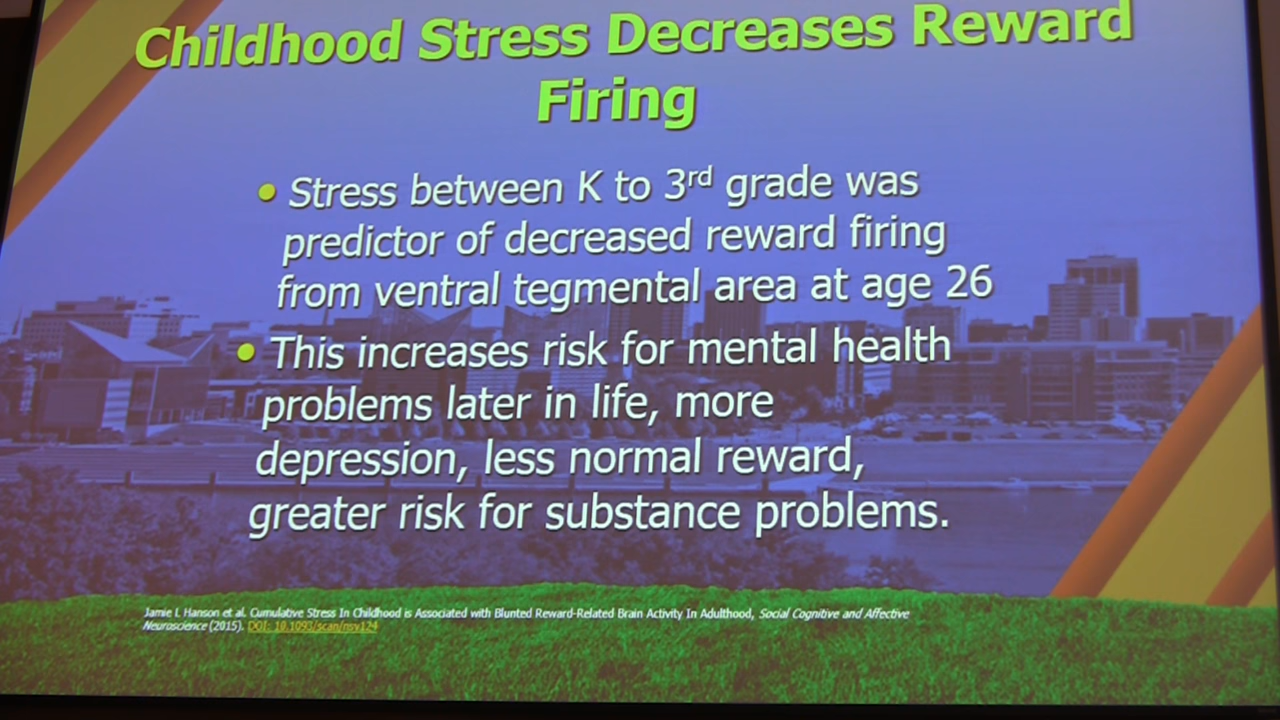 Childhood Stress Decreases Reward
Firing
• Stress between K to 3rd grade was
predictor of decreased reward firing
from ventral tegmental area at age 26
• This increases risk for mental health
problems later in life, more
depression, less normal reward,
greater risk for substance problems.
Jamie L Hanson et al. Cumulative Stress In Childhood is Associated with Blunted Reward-Related Brain Activity In Adulthood, Social Cognitive and Affective
Neuroscience (2015). DOI: 10.1093/scan/nsv124